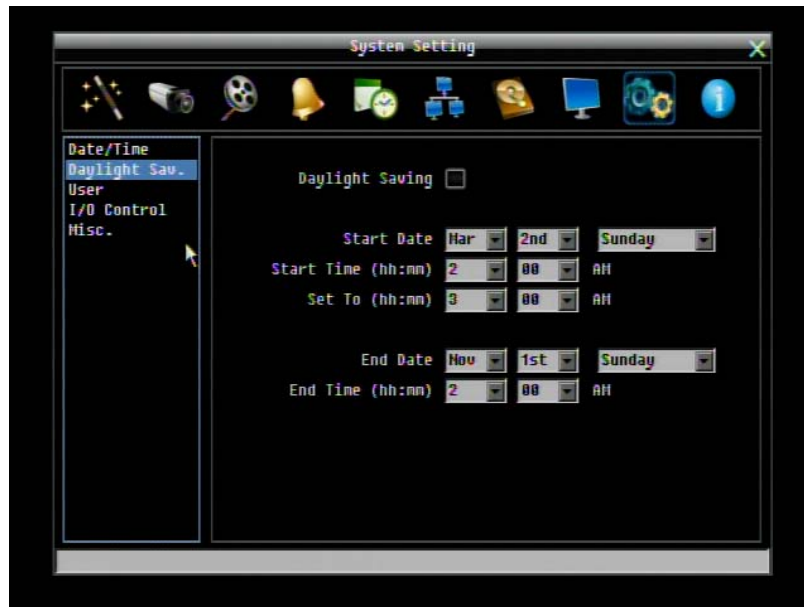 System Setting
X
Date/Time
Daylight Sav.
User
I/O Control
Misc.
Daylight Saving
Start Date Mar 2nd Sunday
Start Time (hh:mm) 2 00 AM
Set To (hh:mm) 3 00 AM
End Date Nov 1st Sunday
End Time (hh:mm) 2 00 AM